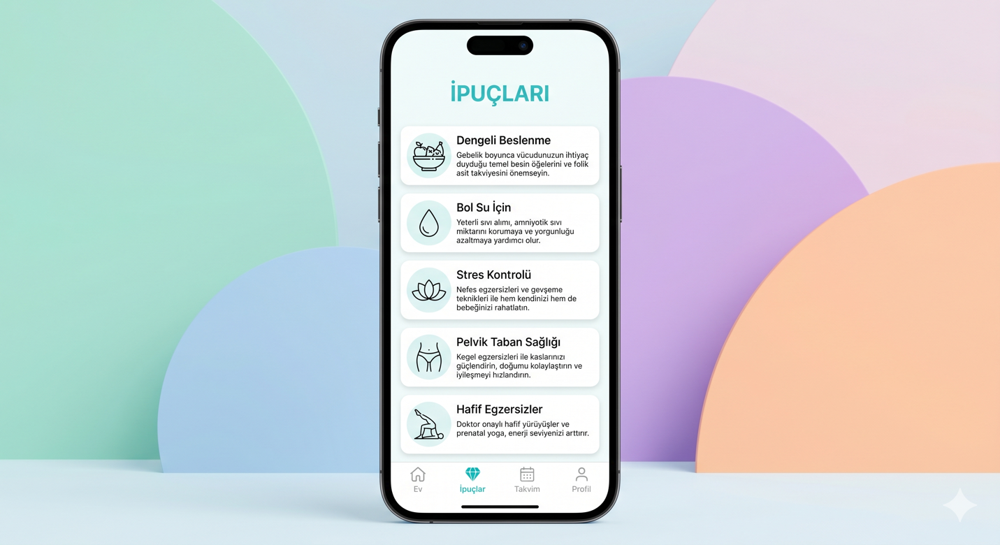 İPUÇLARI
Dengeli Beslenme
Gebelik boyunca vücudunuzun ihtiyaç
duyduğu temel besin öğelerini ve folik
asit takviyesini önemseyin.
Bol Su İçin
Yeterli sıvı alımı, amniyotik sıvı
miktarını korumaya ve yorgunluğu
azaltmaya yardımcı olur.
Stres Kontrolü
Nefes egzersizleri ve gevşeme
teknikleri ile hem kendinizi hem de
bebeğinizi rahatlatın.
Pelvik Taban Sağlığı
Kegel egzersizleri ile kaslarınızı
güçlendirin, doğumu kolaylaştırın ve
iyileşmeyi hızlandırın.
Hafif Egzersizler
Doktor onaylı hafif yürüyüşler ve
prenatal yoga, enerji seviyenizi arttırır.
Ev
İpuçlar
Takvim
Profil